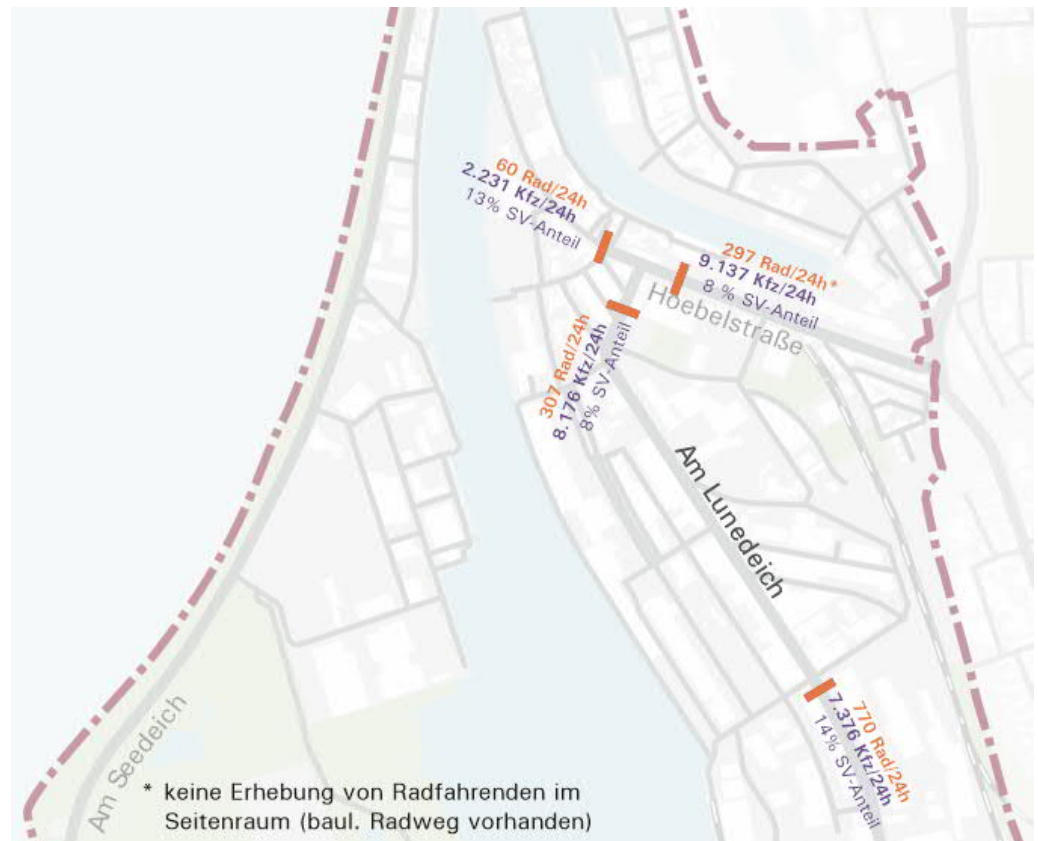 60 Rad/24h
2.231 Kfz/24h
13% SV-Anteil
297 Rad/24h*
9.137 Kfz/24h
8 % SV-Anteil
Hoebelstraße
307 Rad/24h
8.176 Kfz/24h
8% SV-Anteil
Am Lunedeich
770 Rad/24h
7.376 Kfz/24h
14% SV-Anteil
Am Seedeich
* keine Erhebung von Radfahrenden im
Seitenraum (baul. Radweg vorhanden)